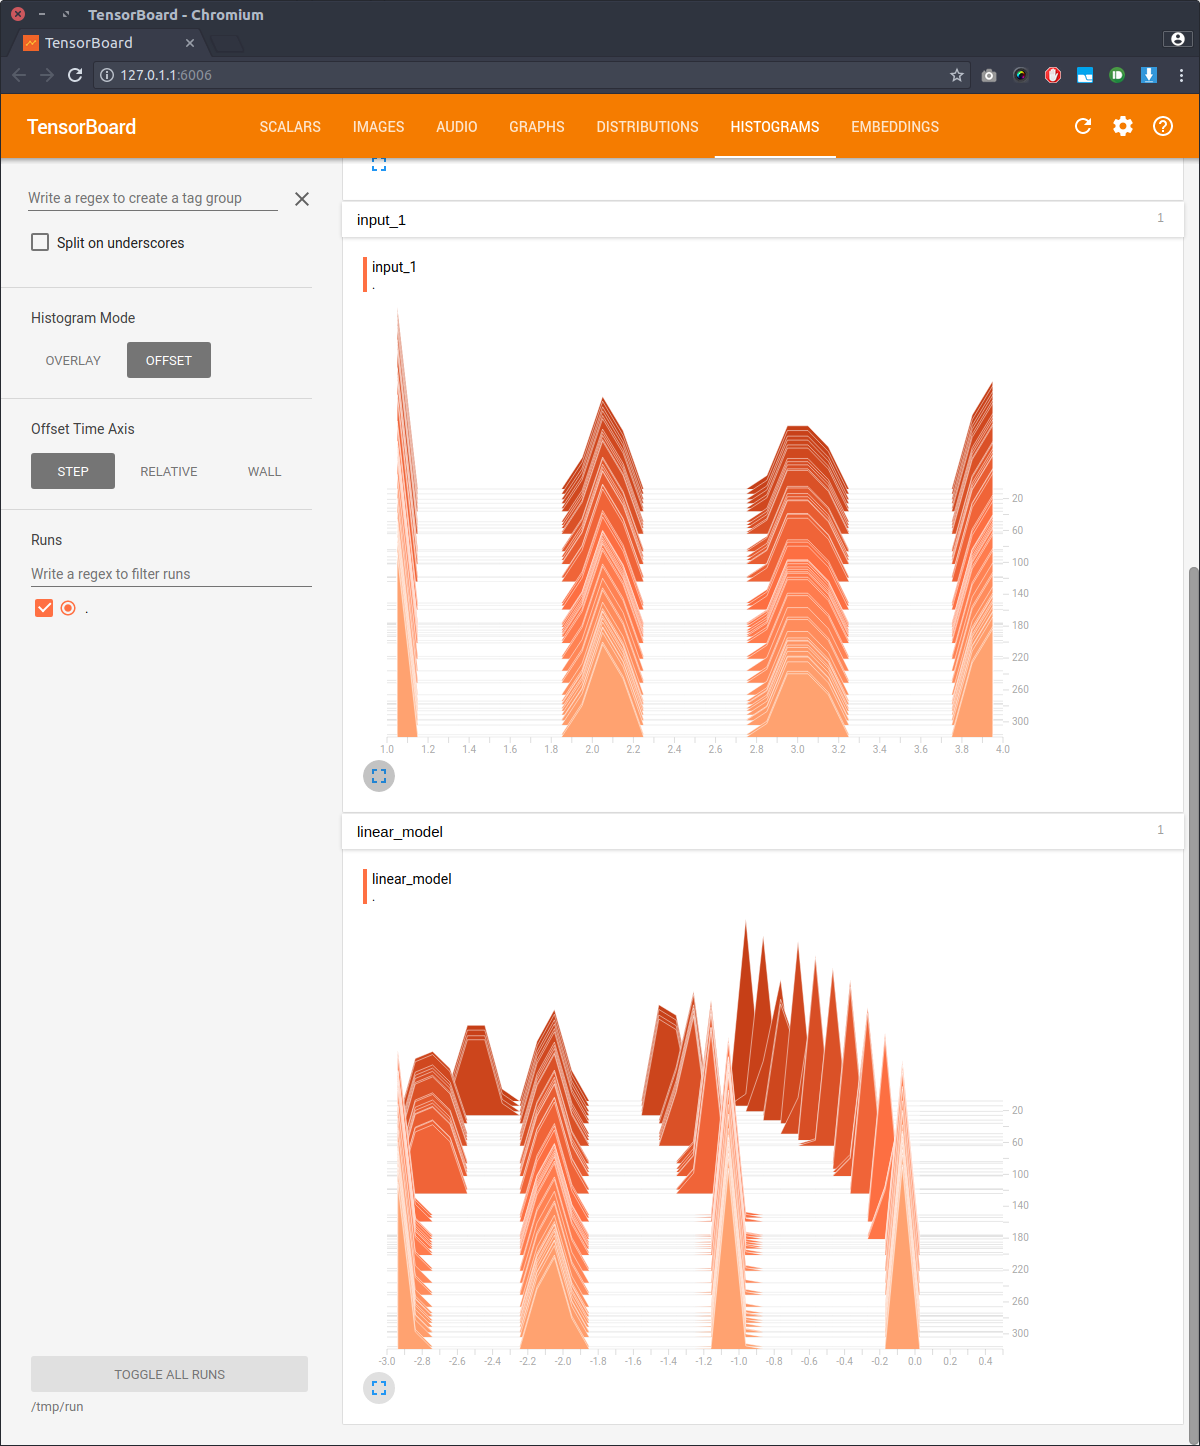 TensorBoard - Chromium
TensorBoard
127.0.1.1:6006
TensorBoard
SCALARS IMAGES AUDIO GRAPHS DISTRIBUTIONS HISTOGRAMS EMBEDDINGS
Write a regex to create a tag group
Split on underscores
Histogram Mode
OVERLAY OFFSET
Offset Time Axis
STEP RELATIVE WALL
Runs
Write a regex to filter runs
.
TOGGLE ALL RUNS
/tmp/run
input_1 1
input_1
.
20
60
100
140
180
220
260
300
1.0 1.2 1.4 1.6 1.8 2.0 2.2 2.4 2.6 2.8 3.0 3.2 3.4 3.6 3.8 4.0
linear_model 1
linear_model
.
20
60
100
140
180
220
260
300
-3.0 -2.8 -2.6 -2.4 -2.2 -2.0 -1.8 -1.6 -1.4 -1.2 -1.0 -0.8 -0.6 -0.4 -0.2 0.0 0.2 0.4